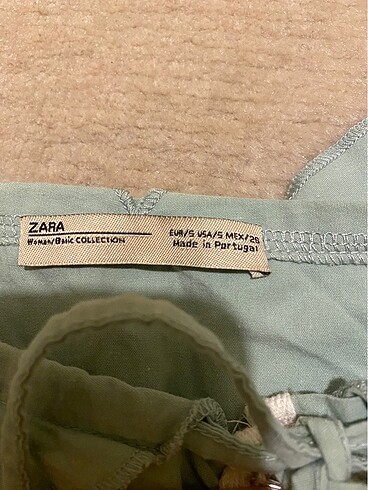 ZARA
Woman/Basic COLLECTION
EUR/S USA/S MEX/26
Made in Portugal